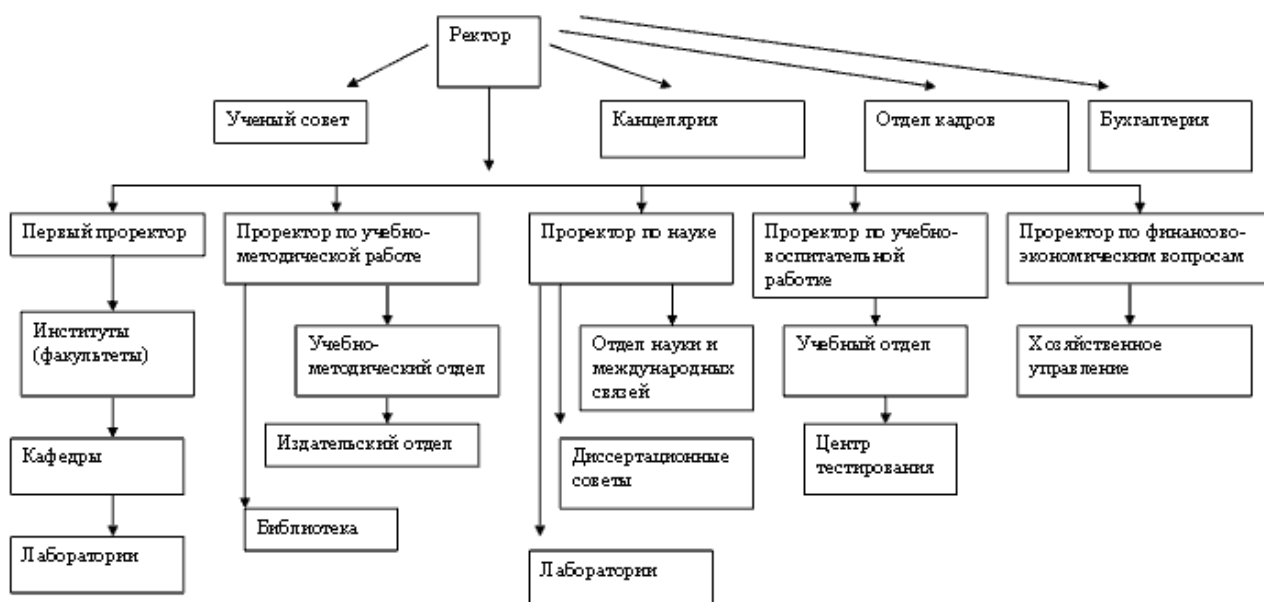 Ректор
Ученый совет
Канцелярия
Отдел кадров
Бухгалтерия
Первый проректор
Проректор по учебно-
методической работе
Проректор по науке
Проректор по учебно-
воспитательной
работке
Проректор по финансово-
экономическим вопросам
Институты
(факультеты)
Учебно-
методический отдел
Отдел науки и
международных
связей
Учебный отдел
Хозяйственное
управление
Кафедры
Издательский отдел
Диссертационные
советы
Центр
тестирования
Библиотека
Лаборатории
Лаборатории